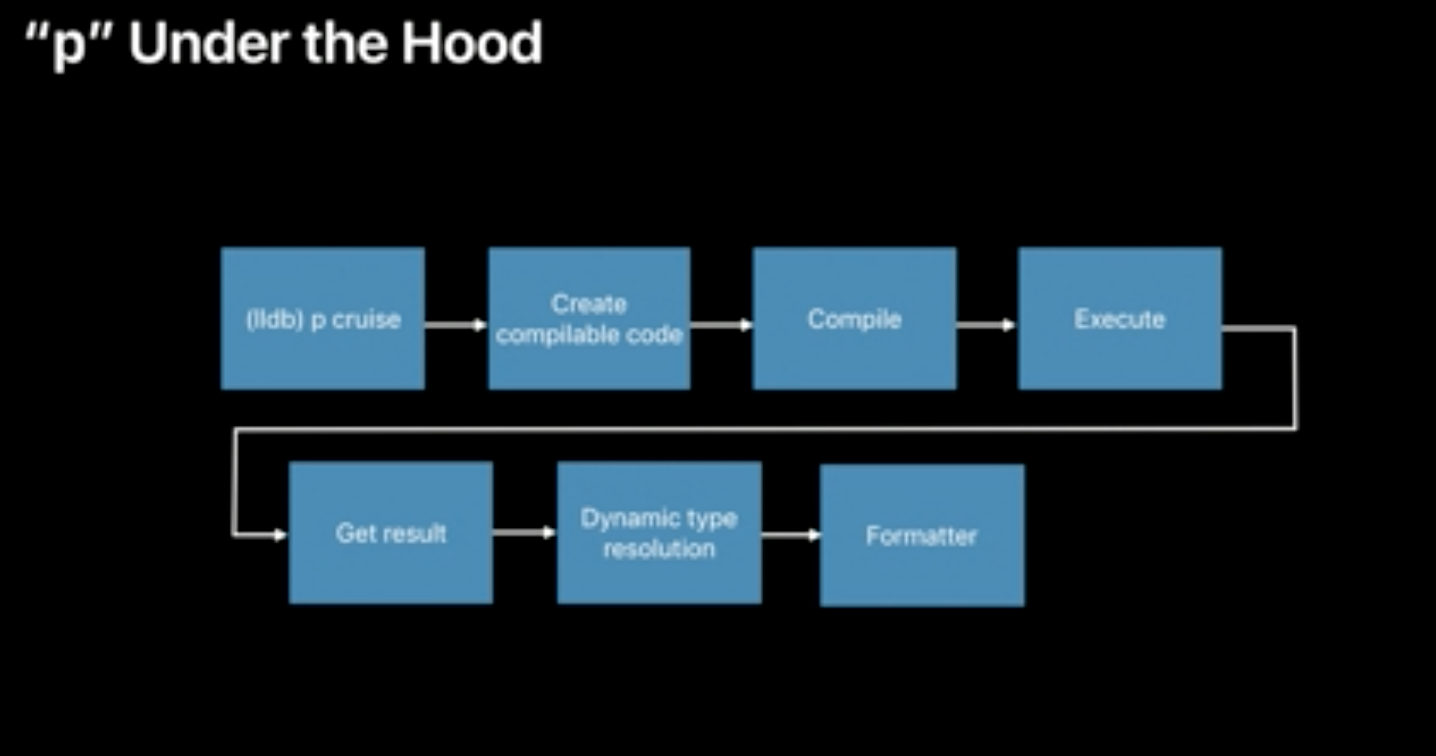 “p” Under the Hood
(lldb) p cruise
Create
compilable code
Compile
Execute
Get result
Dynamic type
resolution
Formatter